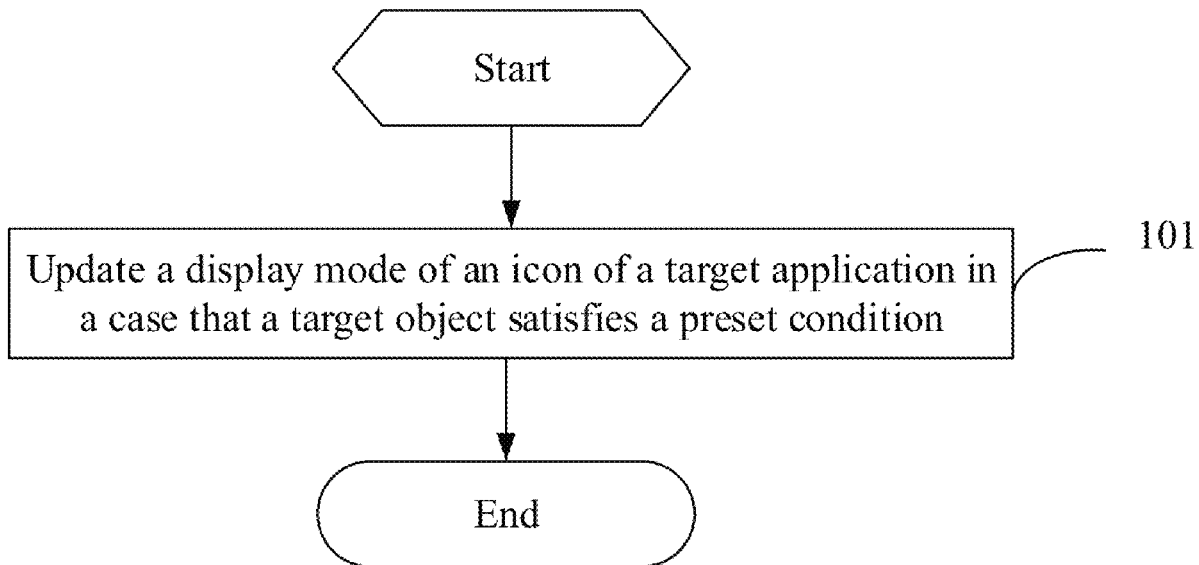 Start
Update a display mode of an icon of a target application in
a case that a target object satisfies a preset condition
101
End